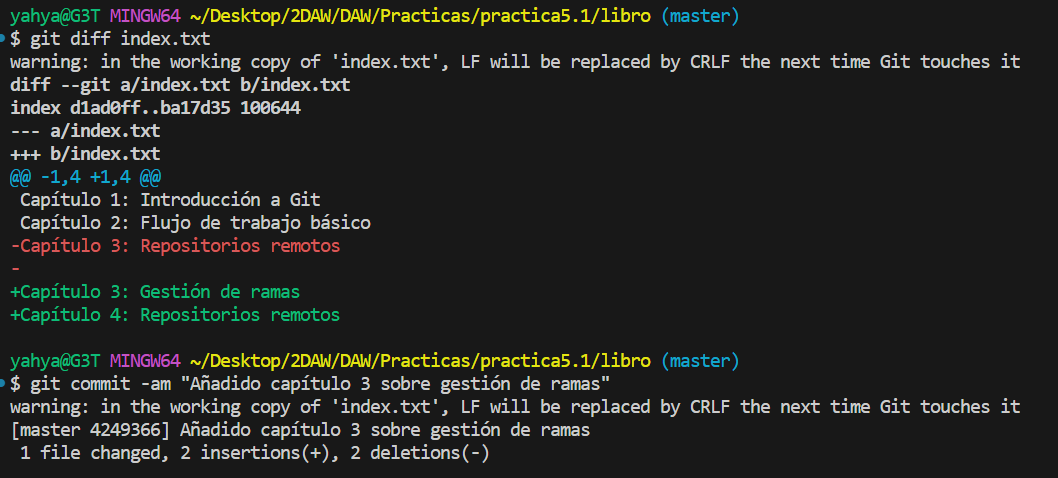 yahya@G3T MINGW64 ~/Desktop/2DAW/DAW/Practicas/practica5.1/libro (master)
$ git diff index.txt
warning: in the working copy of 'index.txt', LF will be replaced by CRLF the next time Git touches it
diff --git a/index.txt b/index.txt
index d1ad0ff..ba17d35 100644
--- a/index.txt
+++ b/index.txt
@@ -1,4 +1,4 @@
 Capítulo 1: Introducción a Git
 Capítulo 2: Flujo de trabajo básico
-Capítulo 3: Repositorios remotos
-
+Capítulo 3: Gestión de ramas
+Capítulo 4: Repositorios remotos
yahya@G3T MINGW64 ~/Desktop/2DAW/DAW/Practicas/practica5.1/libro (master)
$ git commit -am "Añadido capítulo 3 sobre gestión de ramas"
warning: in the working copy of 'index.txt', LF will be replaced by CRLF the next time Git touches it
[master 4249366] Añadido capítulo 3 sobre gestión de ramas
 1 file changed, 2 insertions(+), 2 deletions(-)